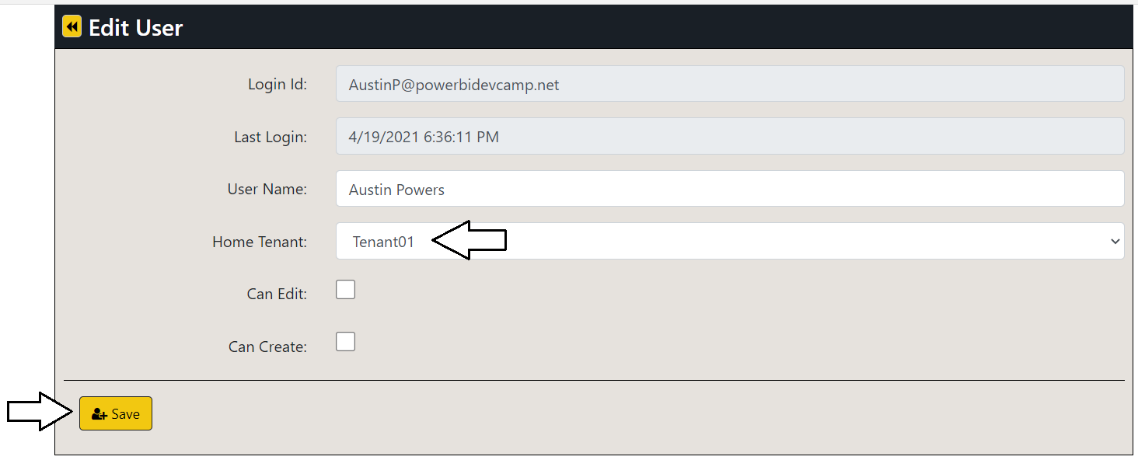 Edit User
Login Id: AustinP@powerbidevcamp.net
Last Login: 4/19/2021 6:36:11 PM
User Name: Austin Powers
Home Tenant: Tenant01
Can Edit:
Can Create:
Save